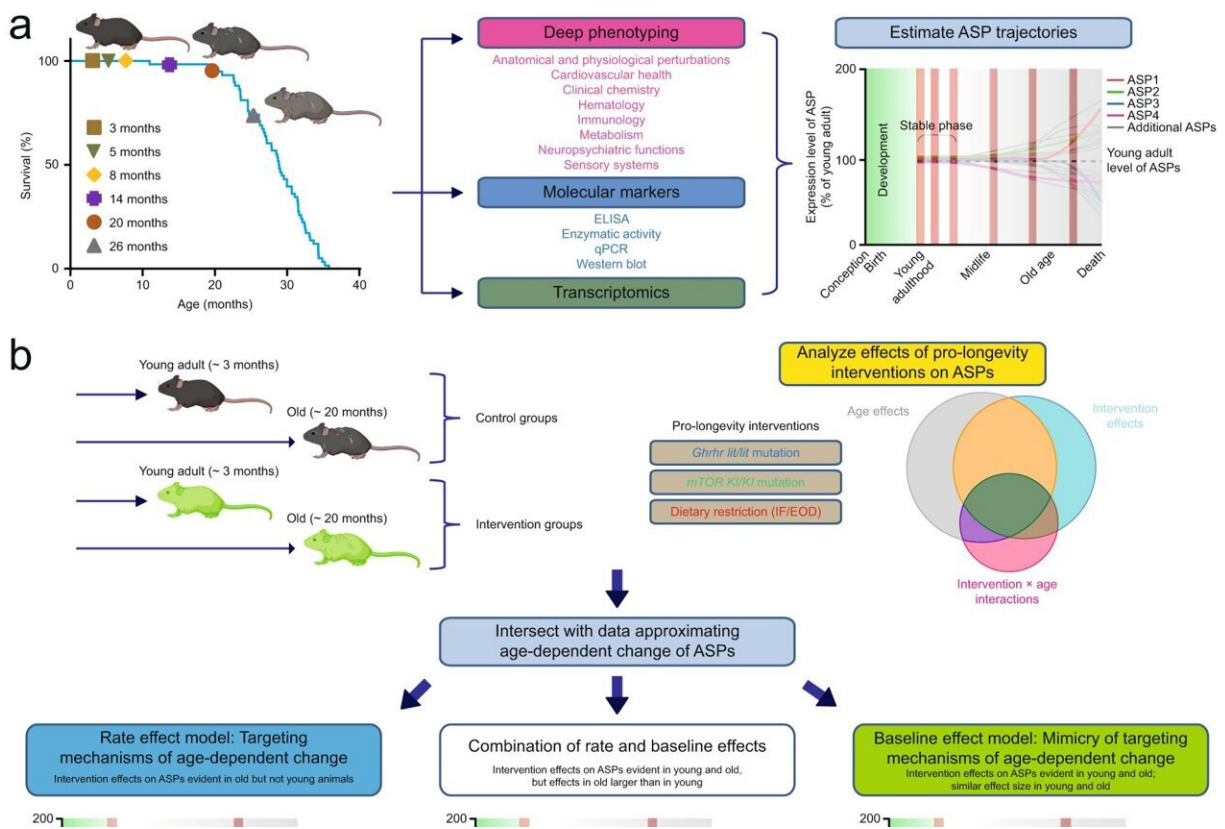 a
Survival (%)
100
50
0
0
10
20
30
40
Age (months)
3 months
5 months
8 months
14 months
20 months
26 months
Deep phenotyping
Anatomical and physiological perturbations
Cardiovascular health
Clinical chemistry
Hematology
Immunology
Metabolism
Neuropsychiatric functions
Sensory systems
Molecular markers
ELISA
Enzymatic activity
qPCR
Western blot
Transcriptomics
Estimate ASP trajectories
Expression level of ASP
(% of young adult)
200
100
0
Development
Stable phase
ASP1
ASP2
ASP3
ASP4
Additional ASPs
Young adult
level of ASPs
Conception
Birth
Young
adulthood
Midlife
Old age
Death
b
Young adult (~ 3 months)
Old (~ 20 months)
Young adult (~ 3 months)
Old (~ 20 months)
Control groups
Intervention groups
Pro-longevity interventions
Ghrhr lit/lit mutation
mTOR KI/KI mutation
Dietary restriction (IF/EOD)
Analyze effects of pro-longevity
interventions on ASPs
Age effects
Intervention
effects
Intervention × age
interactions
Intersect with data approximating
age-dependent change of ASPs
Rate effect model: Targeting
mechanisms of age-dependent change
Intervention effects on ASPs evident in old but not young animals
Combination of rate and baseline effects
Intervention effects on ASPs evident in young and old,
but effects in old larger than in young
Baseline effect model: Mimicry of targeting
mechanisms of age-dependent change
Intervention effects on ASPs evident in young and old;
similar effect size in young and old
200
200
200